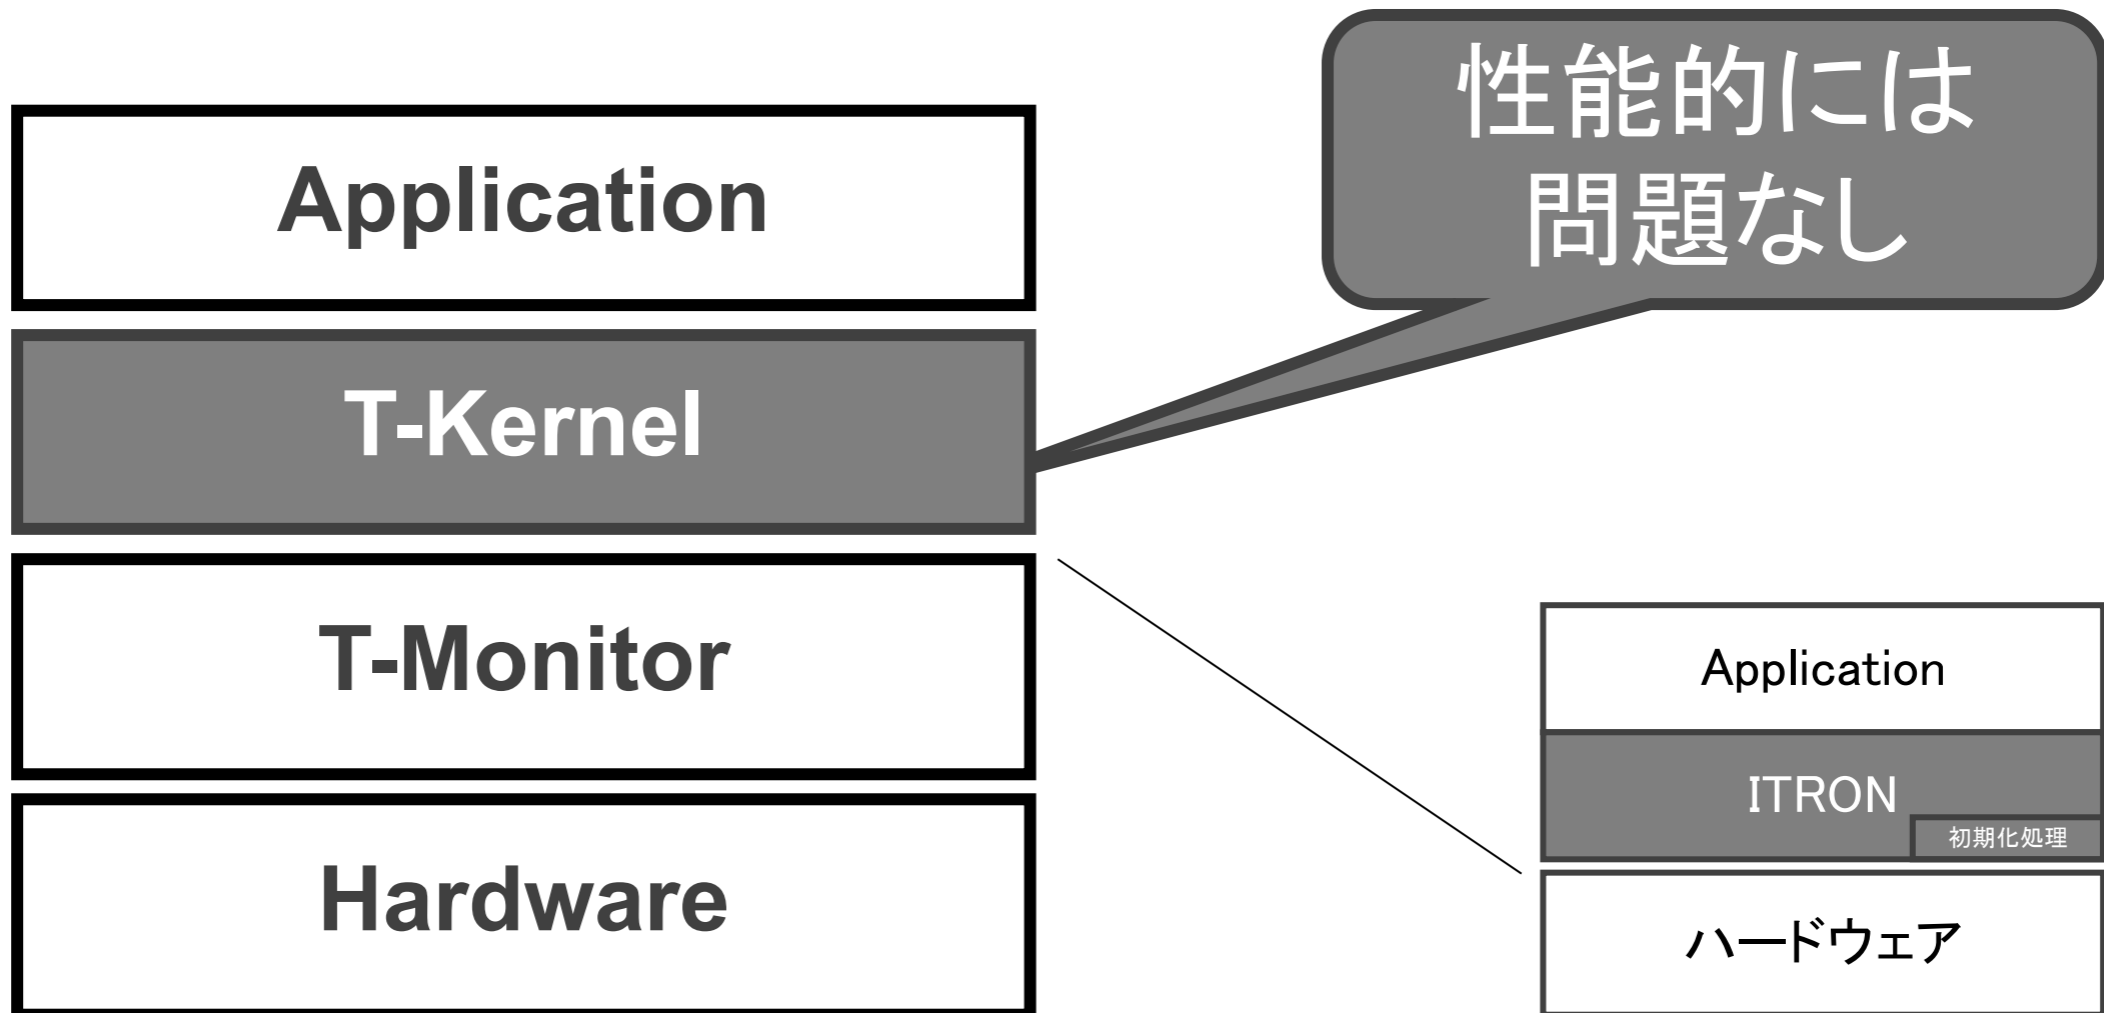 性能的には
問題なし
Application
T-Kernel
T-Monitor
Hardware
Application
ITRON
初期化処理
ハードウェア